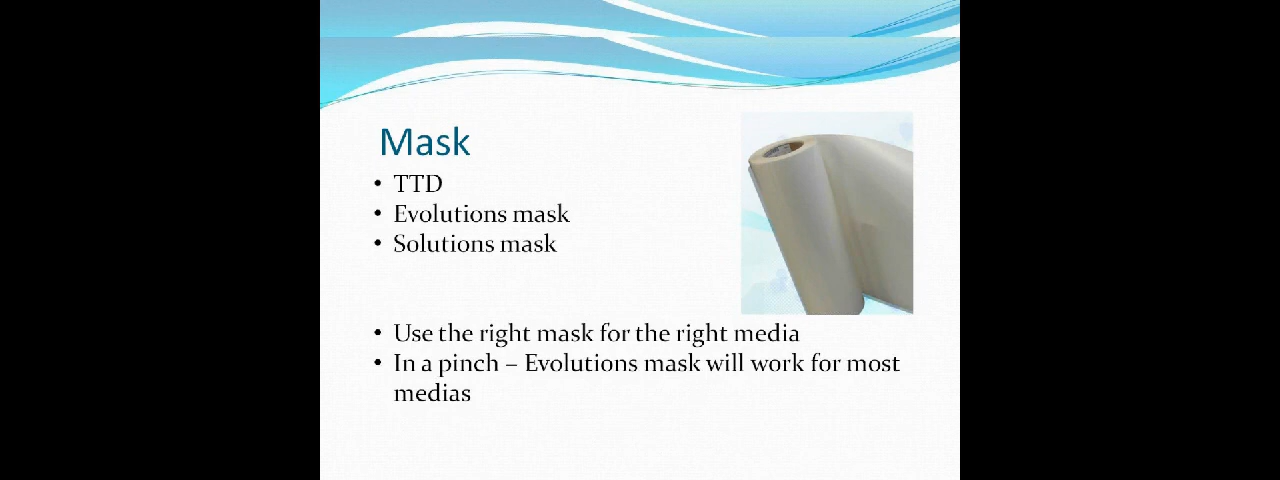 Mask
• TTD
• Evolutions mask
• Solutions mask
• Use the right mask for the right media
• In a pinch – Evolutions mask will work for most
medias